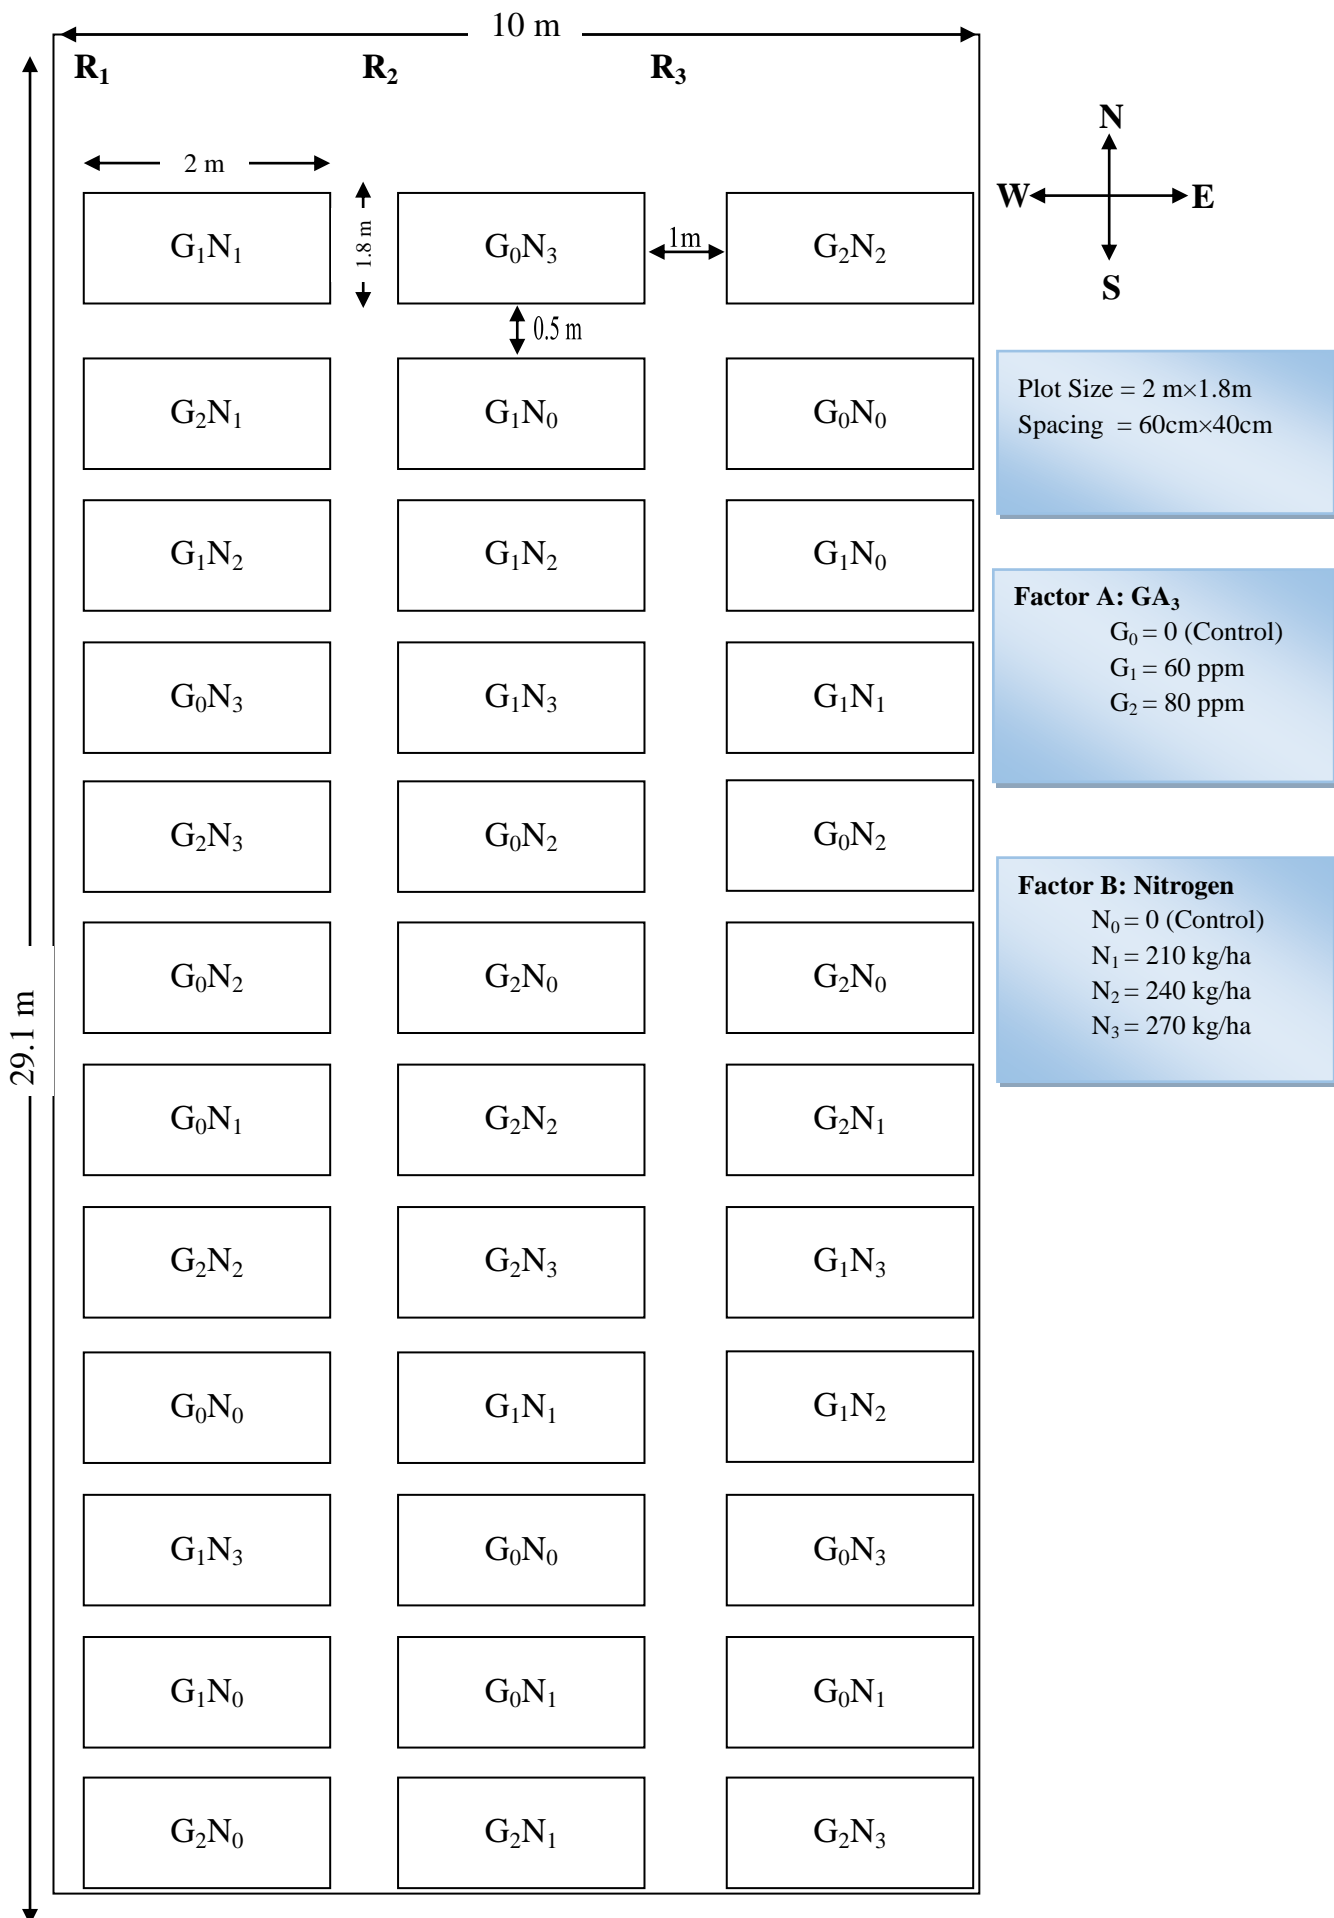 10 m
R₁ R₂ R₃
N
2 m
W E
1.8 m
G₁N₁ G₀N₃ 1m G₂N₂
S
0.5 m
G₂N₁ G₁N₀ G₀N₀
Plot Size = 2 m×1.8m
Spacing = 60cm×40cm
G₁N₂ G₁N₂ G₁N₀
Factor A: GA₃
G₀ = 0 (Control)
G₁ = 60 ppm
G₂ = 80 ppm
G₀N₃ G₁N₃ G₁N₁
G₂N₃ G₀N₂ G₀N₂
Factor B: Nitrogen
N₀ = 0 (Control)
N₁ = 210 kg/ha
N₂ = 240 kg/ha
N₃ = 270 kg/ha
G₀N₂ G₂N₀ G₂N₀
29.1 m
G₀N₁ G₂N₂ G₂N₁
G₂N₂ G₂N₃ G₁N₃
G₀N₀ G₁N₁ G₁N₂
G₁N₃ G₀N₀ G₀N₃
G₁N₀ G₀N₁ G₀N₁
G₂N₀ G₂N₁ G₂N₃